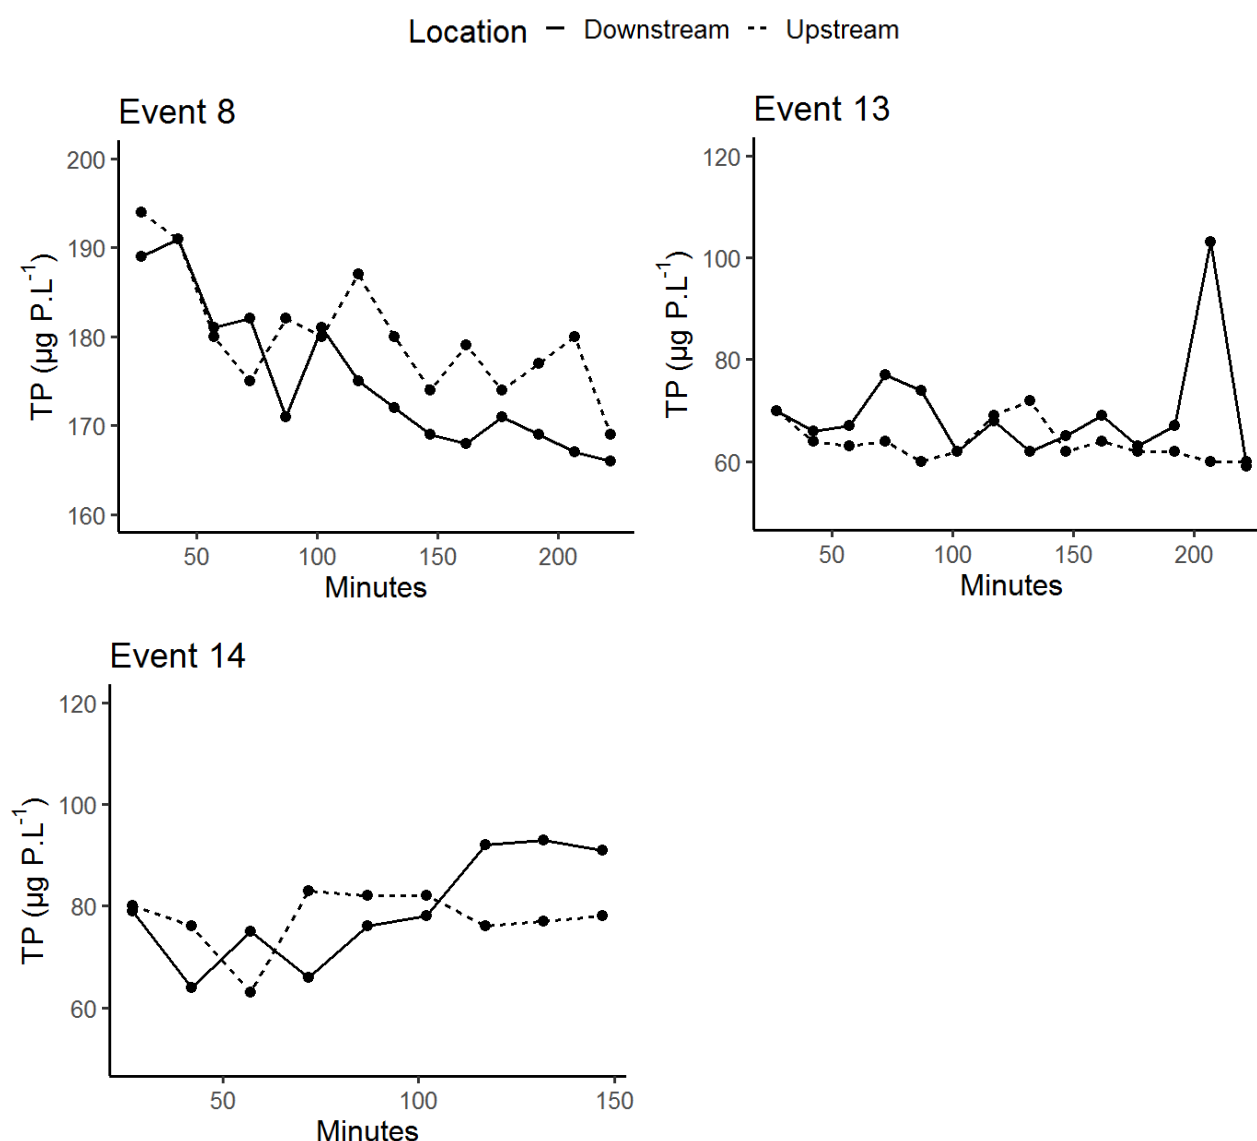 Location Downstream Upstream
Event 8
200
190
180
170
160
TP (µg P.L⁻¹)
50 100 150 200
Minutes
Event 13
120
100
80
60
TP (µg P.L⁻¹)
50 100 150 200
Minutes
Event 14
120
100
80
60
TP (µg P.L⁻¹)
50 100 150
Minutes